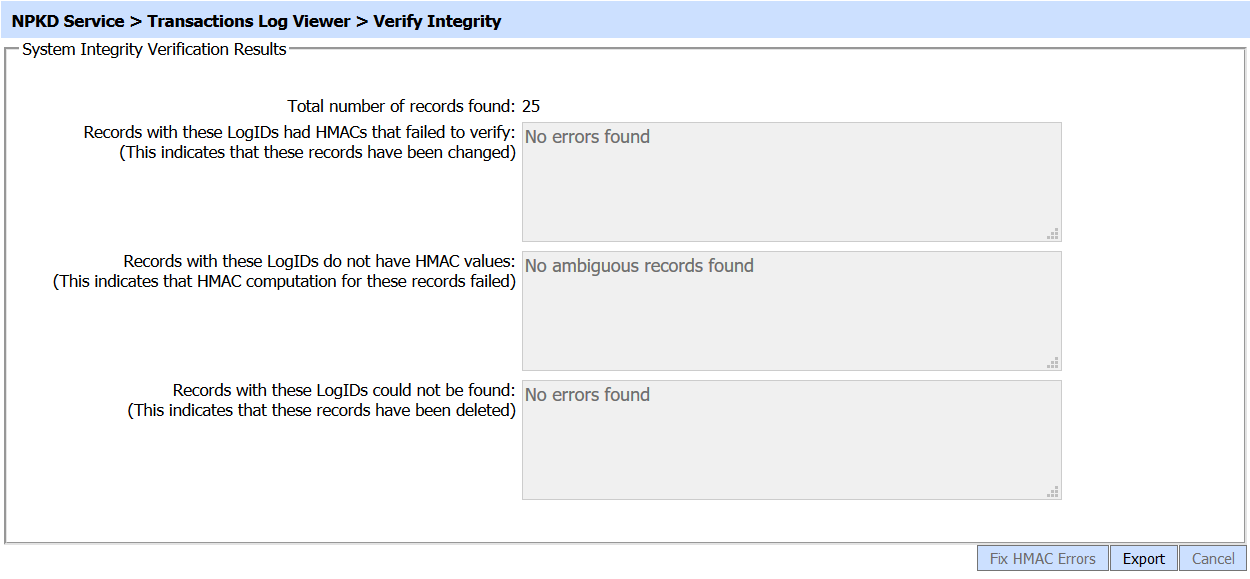 NPKD Service > Transactions Log Viewer > Verify Integrity
System Integrity Verification Results
Total number of records found: 25
Records with these LogIDs had HMACs that failed to verify:
(This indicates that these records have been changed)
No errors found
Records with these LogIDs do not have HMAC values:
(This indicates that HMAC computation for these records failed)
No ambiguous records found
Records with these LogIDs could not be found:
(This indicates that these records have been deleted)
No errors found
Fix HMAC Errors Export Cancel